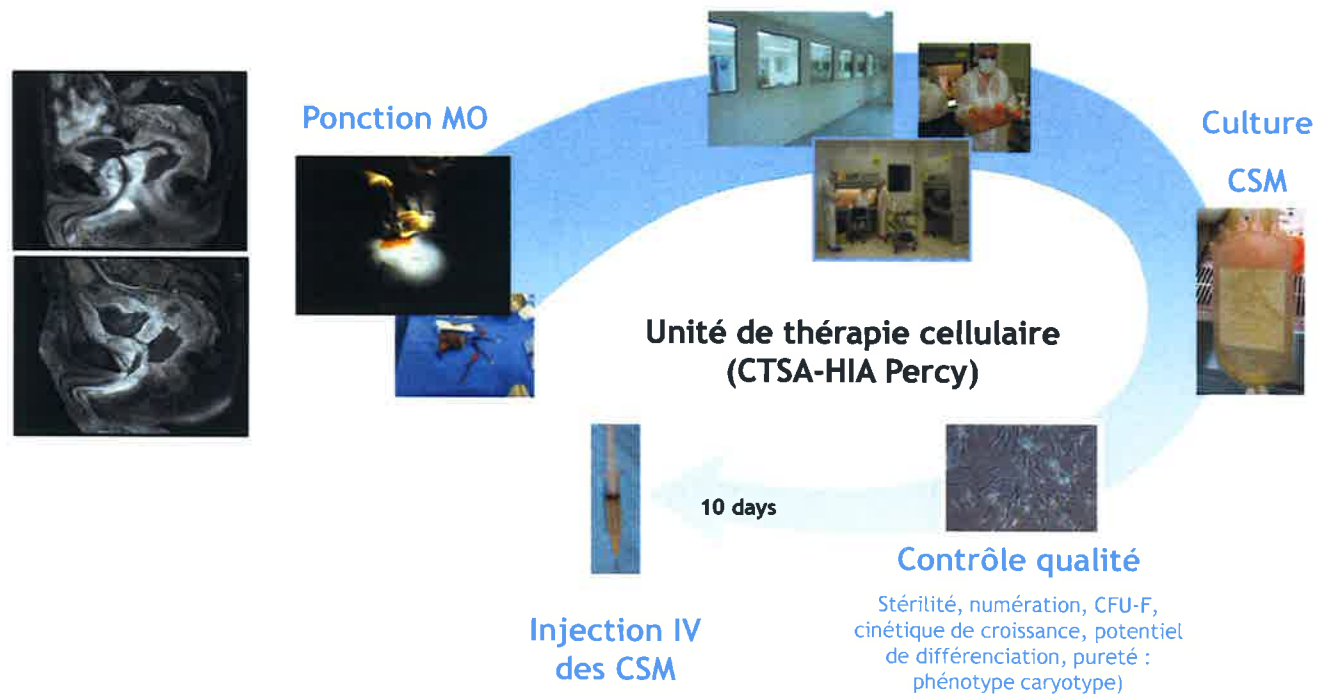 Ponction MO
Culture
CSM
Unité de thérapie cellulaire
(CTSA-HIA Percy)
10 days
Contrôle qualité
Stérilité, numération, CFU-F,
cinétique de croissance, potentiel
de différenciation, pureté :
phénotype caryotype)
Injection IV
des CSM